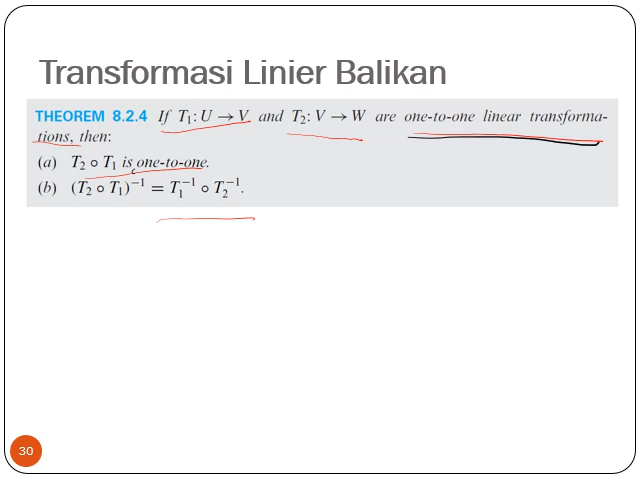 Transformasi Linier Balikan
THEOREM 8.2.4 If T₁: U → V and T₂: V → W are one-to-one linear transforma-
tions, then:
(a) T₂ ∘ T₁ is one-to-one.
(b) (T₂ ∘ T₁)⁻¹ = T₁⁻¹ ∘ T₂⁻¹.
30